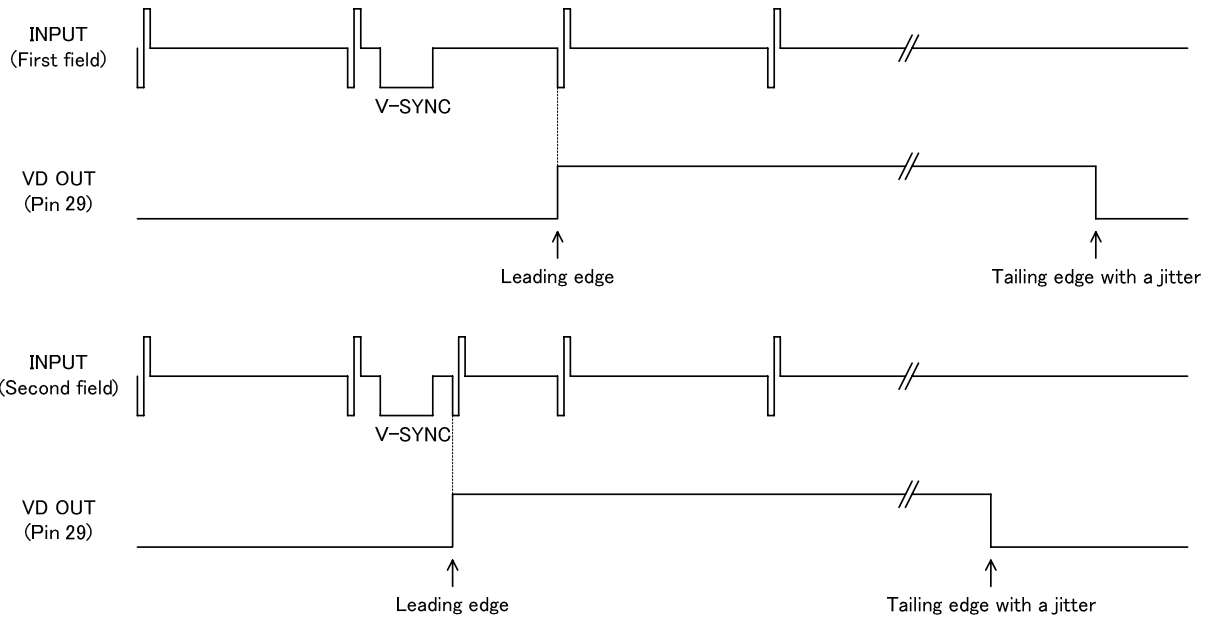 INPUT
(First field)
V-SYNC
VD OUT
(Pin 29)
Leading edge
Tailing edge with a jitter
INPUT
(Second field)
V-SYNC
VD OUT
(Pin 29)
Leading edge
Tailing edge with a jitter